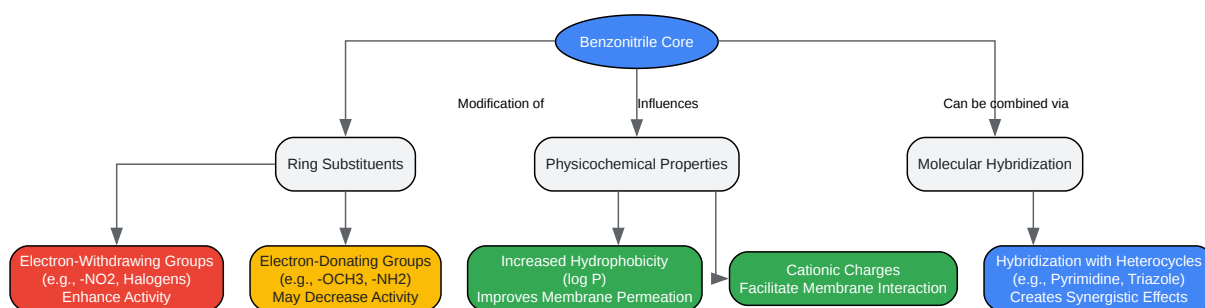 Benzonitrile Core
Modification of
Influences
Can be combined via
Ring Substituents
Physicochemical Properties
Molecular Hybridization
Electron-Withdrawing Groups
(e.g., -NO2, Halogens)
Enhance Activity
Electron-Donating Groups
(e.g., -OCH3, -NH2)
May Decrease Activity
Increased Hydrophobicity
(log P)
Improves Membrane Permeation
Cationic Charges
Facilitate Membrane Interaction
Hybridization with Heterocycles
(e.g., Pyrimidine, Triazole)
Creates Synergistic Effects